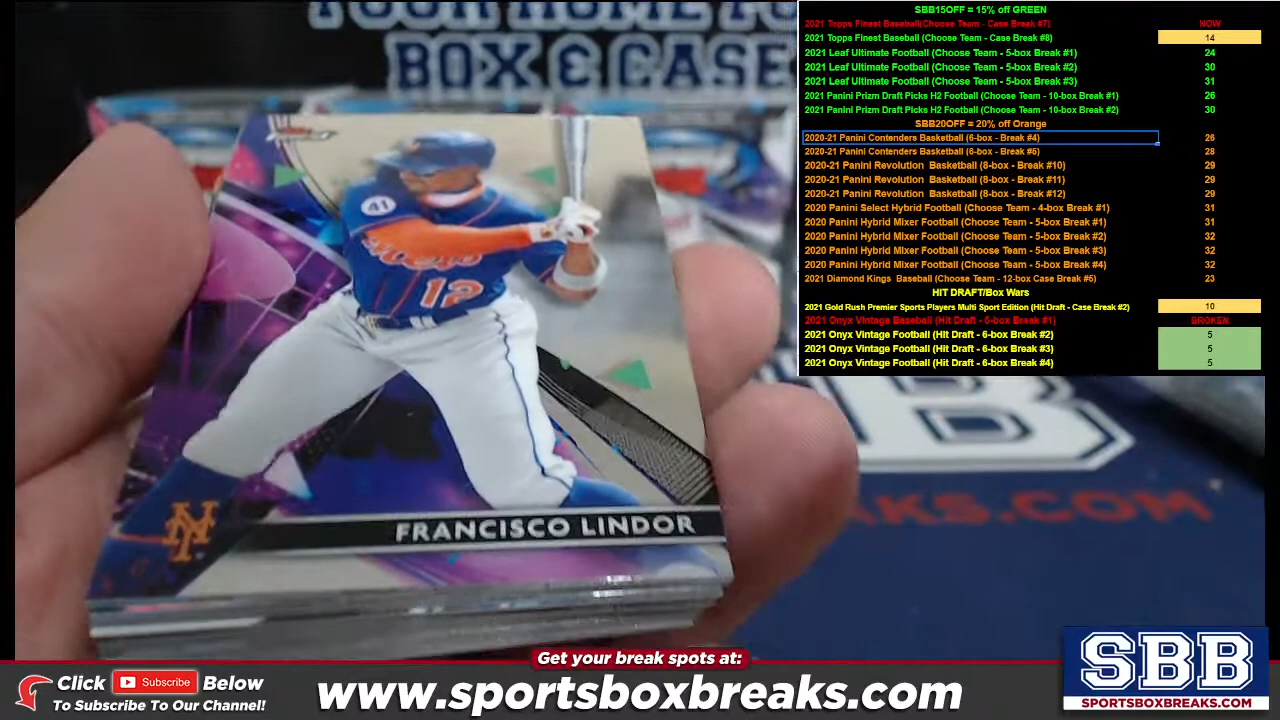 YOUR HOME
BOX & CASE
41
Mets
12
NY
FRANCISCO LINDOR
B
KS.COM
SBB15OFF = 15% off GREEN
2021 Topps Finest Baseball(Choose Team - Case Break #7) NOW
2021 Topps Finest Baseball (Choose Team - Case Break #8) 14
2021 Leaf Ultimate Football (Choose Team - 5-box Break #1) 24
2021 Leaf Ultimate Football (Choose Team - 5-box Break #2) 30
2021 Leaf Ultimate Football (Choose Team - 5-box Break #3) 31
2021 Panini Prizm Draft Picks H2 Football (Choose Team - 10-box Break #1) 26
2021 Panini Prizm Draft Picks H2 Football (Choose Team - 10-box Break #2) 30
SBB20OFF = 20% off Orange
2020-21 Panini Contenders Basketball (6-box - Break #4) 26
2020-21 Panini Contenders Basketball (6-box - Break #5) 28
2020-21 Panini Revolution Basketball (8-box - Break #10) 29
2020-21 Panini Revolution Basketball (8-box - Break #11) 29
2020-21 Panini Revolution Basketball (8-box - Break #12) 29
2020 Panini Select Hybrid Football (Choose Team - 4-box Break #1) 31
2020 Panini Hybrid Mixer Football (Choose Team - 5-box Break #1) 31
2020 Panini Hybrid Mixer Football (Choose Team - 5-box Break #2) 32
2020 Panini Hybrid Mixer Football (Choose Team - 5-box Break #3) 32
2020 Panini Hybrid Mixer Football (Choose Team - 5-box Break #4) 32
2021 Diamond Kings Baseball (Choose Team - 12-box Case Break #6) 23
HIT DRAFT/Box Wars
2021 Gold Rush Premier Sports Players Multi Sport Edition (Hit Draft - Case Break #2) 10
2021 Onyx Vintage Baseball (Hit Draft - 6-box Break #1) BROKEN
2021 Onyx Vintage Football (Hit Draft - 6-box Break #2) 5
2021 Onyx Vintage Football (Hit Draft - 6-box Break #3) 5
2021 Onyx Vintage Football (Hit Draft - 6-box Break #4) 5
Get your break spots at:
Click Subscribe Below
To Subscribe To Our Channel!
www.sportsboxbreaks.com
SBB
SPORTSBOXBREAKS.COM